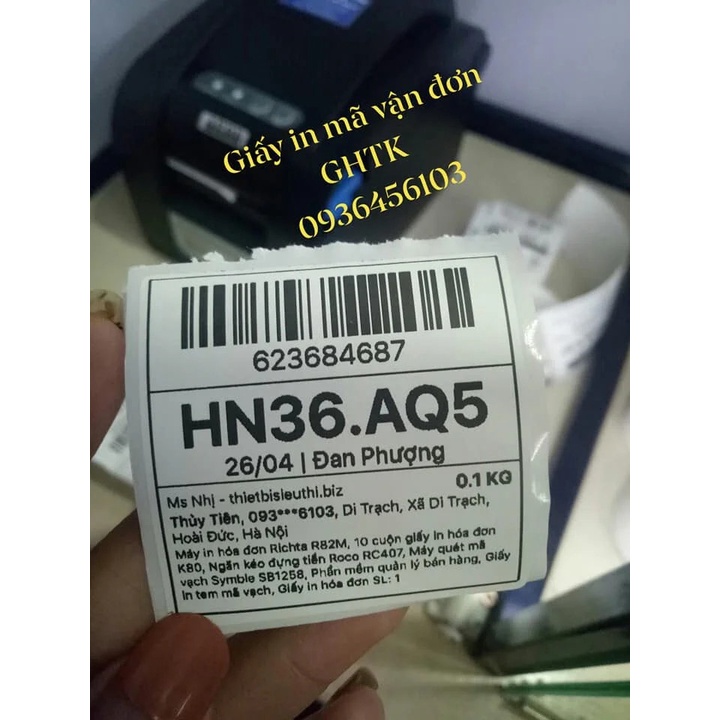 Giấy in mã vận đơn
GHTK
0936456103
623684687
HN36.AQ5
26/04 | Đan Phượng
0.1 KG
Ms Nhị - thietbisieuthi.biz
Thùy Tiên, 093***6103, Di Trạch, Xã Di Trạch,
Hoài Đức, Hà Nội
Máy in hóa đơn Richta R82M, 10 cuộn giấy in hóa đơn
K80, Ngăn kéo đựng tiền Roco RC407, Máy quét mã
vạch Symble SB1258, Phần mềm quản lý bán hàng, Giấy
in tem mã vạch, Giấy in hóa đơn SL: 1